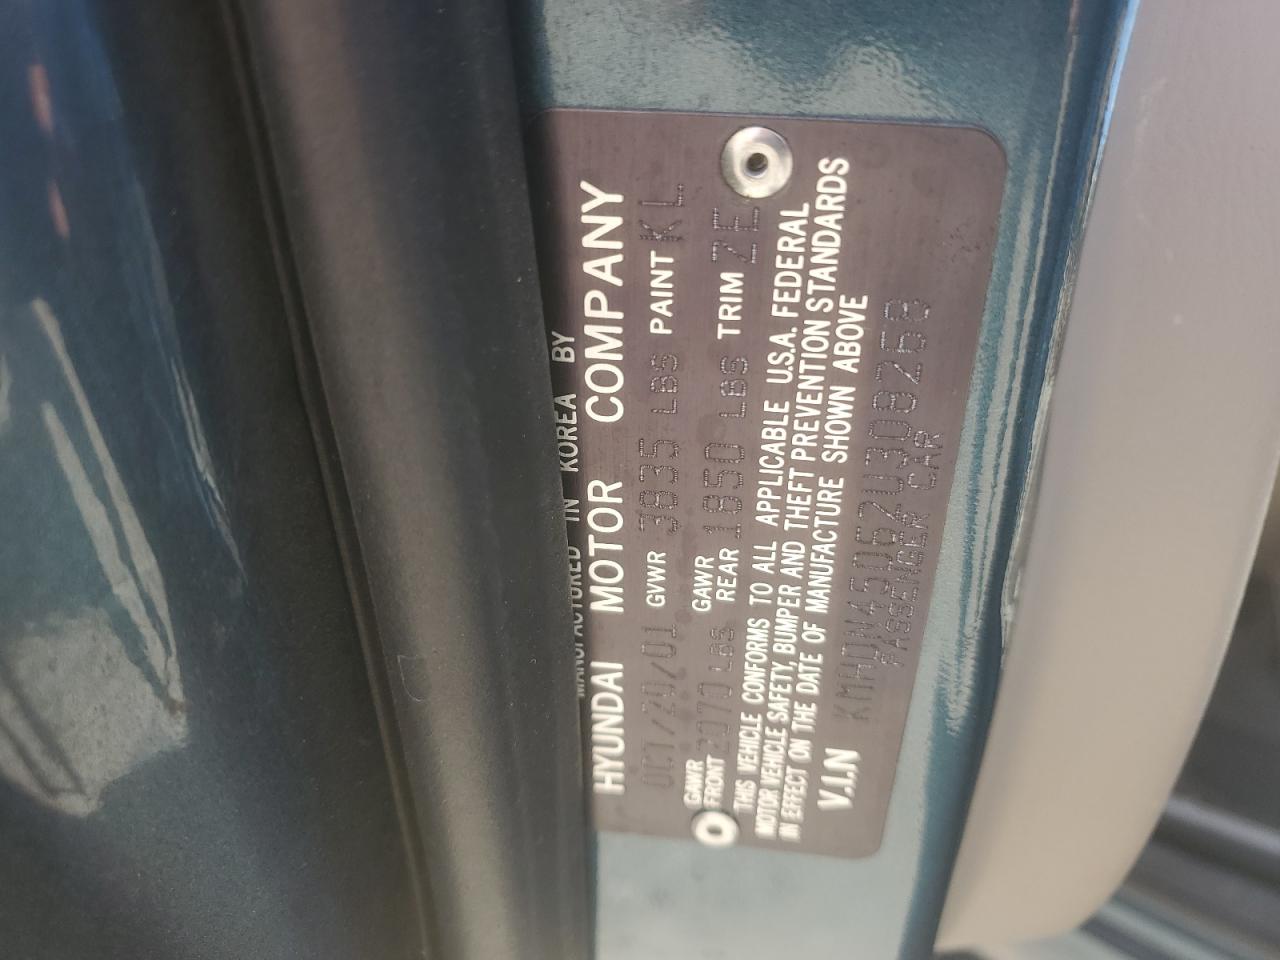 MANUFACTURED IN KOREA BY
HYUNDAI MOTOR COMPANY
OCT/20/01 GVWR 3835 LBS PAINT KL
GAWR FRONT 2070 LBS GAWR REAR 1850 LBS TRIM ZE
THIS VEHICLE CONFORMS TO ALL APPLICABLE U.S.A. FEDERAL
MOTOR VEHICLE SAFETY, BUMPER AND THEFT PREVENTION STANDARDS
IN EFFECT ON THE DATE OF MANUFACTURE SHOWN ABOVE
V.I.N KMHDN45D62U308268
PASSENGER CAR